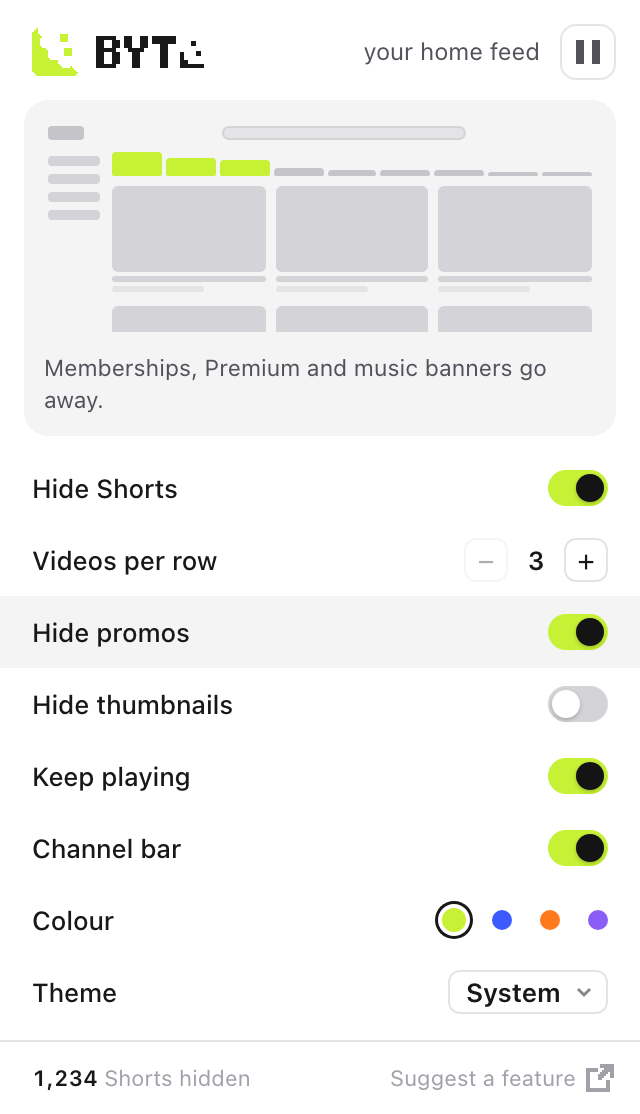 BYTE
your home feed
Memberships, Premium and music banners go
away.
Hide Shorts
Videos per row
− 3 +
Hide promos
Hide thumbnails
Keep playing
Channel bar
Colour
Theme
System
1,234 Shorts hidden
Suggest a feature